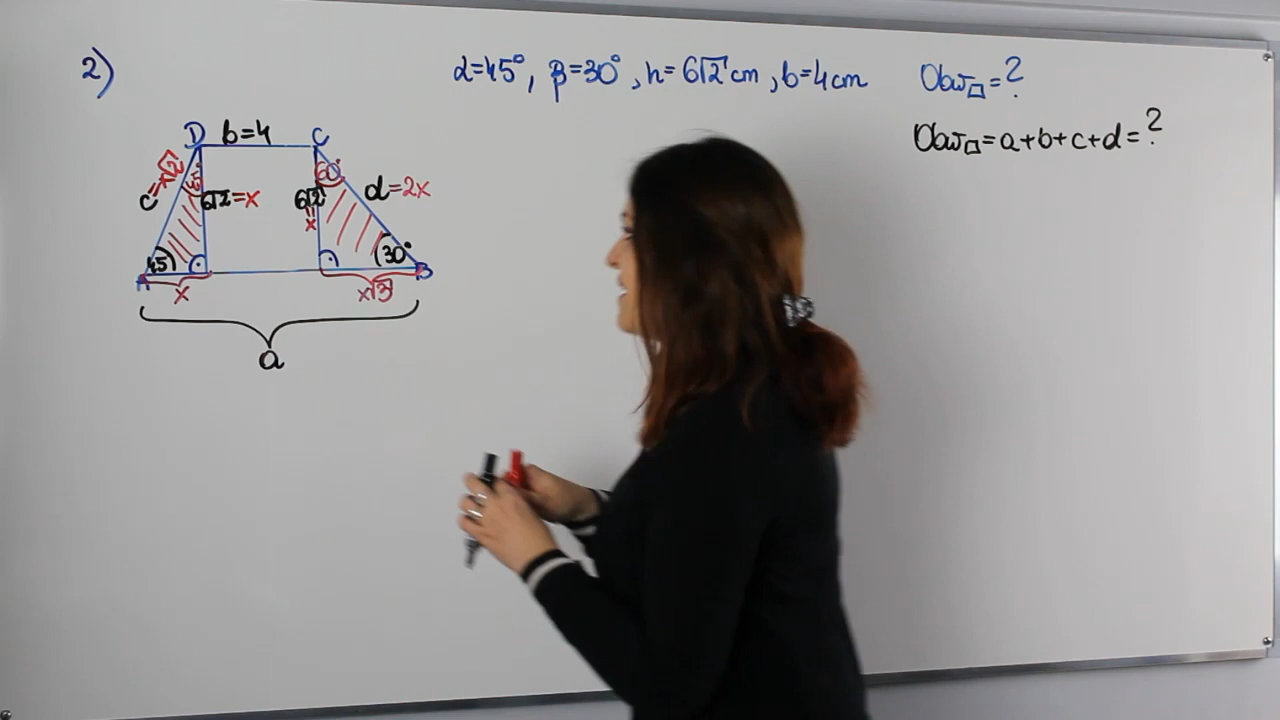 2)
α=45°, β=30°, h=6√2 cm, b=4cm
Obw▱=?
Obw▱=a+b+c+d=?
D b=4 C
c=x√2
45°
6√2=x
60°
6√2=x
d=2x
45°
30°
A
B
x
x√3
a